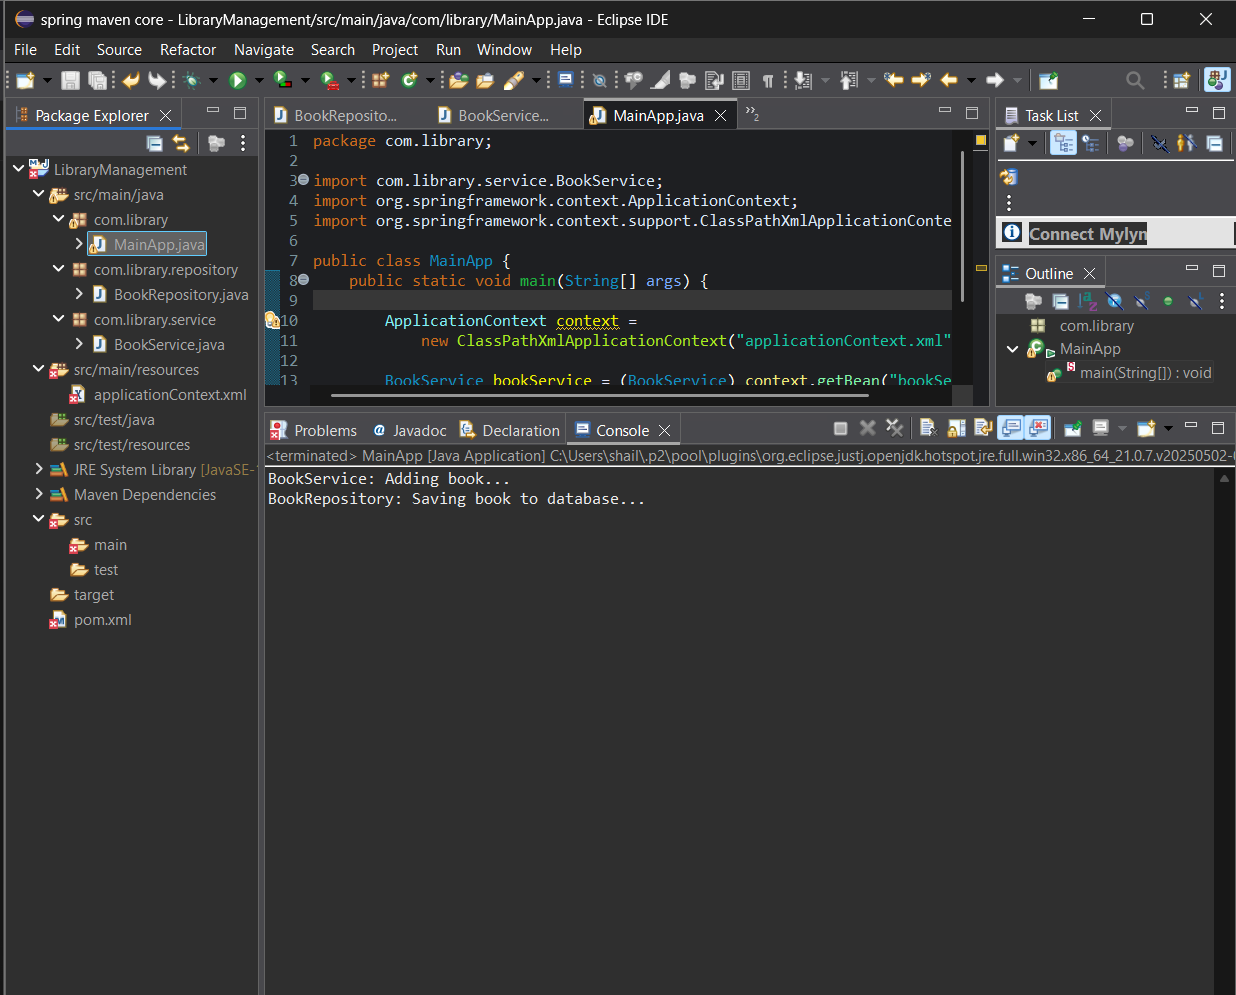 spring maven core - LibraryManagement/src/main/java/com/library/MainApp.java - Eclipse IDE
File Edit Source Refactor Navigate Search Project Run Window Help
Package Explorer
LibraryManagement
src/main/java
com.library
MainApp.java
com.library.repository
BookRepository.java
com.library.service
BookService.java
src/main/resources
applicationContext.xml
src/test/java
src/test/resources
JRE System Library [JavaSE-
Maven Dependencies
src
main
test
target
pom.xml
BookReposito... BookService... MainApp.java »2
1 package com.library;
2
3 import com.library.service.BookService;
4 import org.springframework.context.ApplicationContext;
5 import org.springframework.context.support.ClassPathXmlApplicationConte
6
7 public class MainApp {
8 public static void main(String[] args) {
9
10 ApplicationContext context =
11 new ClassPathXmlApplicationContext("applicationContext.xml"
12
13 BookService bookService = (BookService) context.getBean("bookSe
Task List
Connect Mylyn
Outline
com.library
MainApp
main(String[]) : void
Problems @ Javadoc Declaration Console
<terminated> MainApp [Java Application] C:\Users\shail\.p2\pool\plugins\org.eclipse.justj.openjdk.hotspot.jre.full.win32.x86_64_21.0.7.v20250502-
BookService: Adding book...
BookRepository: Saving book to database...